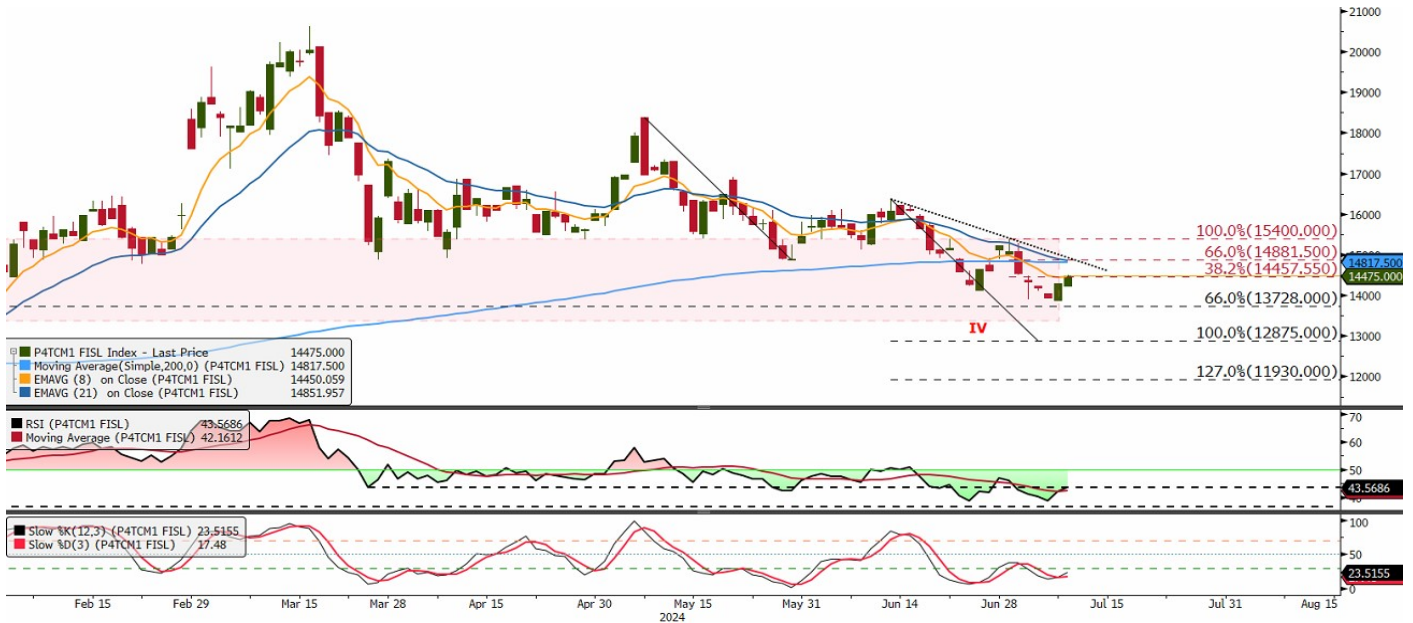 21000
20000
19000
18000
17000
16000
100.0%(15400.000)
66.0%(14881.500)
14817.500
38.2%(14457.550)
14475.000
14000
66.0%(13728.000)
IV
100.0%(12875.000)
13000
127.0%(11930.000)
12000
P4TCM1 FISL Index - Last Price 14475.000
Moving Average(Simple,200,0) (P4TCM1 FISL) 14817.500
EMAVG (8) on Close (P4TCM1 FISL) 14450.059
EMAVG (21) on Close (P4TCM1 FISL) 14851.957
70
60
50
43.5686
RSI (P4TCM1 FISL) 43.5686
Moving Average (P4TCM1 FISL) 42.1612
100
50
23.5155
0
Slow %K(12,3) (P4TCM1 FISL) 23.5155
Slow %D(3) (P4TCM1 FISL) 17.48
Feb 15 Feb 29 Mar 15 Mar 28 Apr 15 Apr 30 May 15 May 31 Jun 14 Jun 28 Jul 15 Jul 31 Aug 15
2024